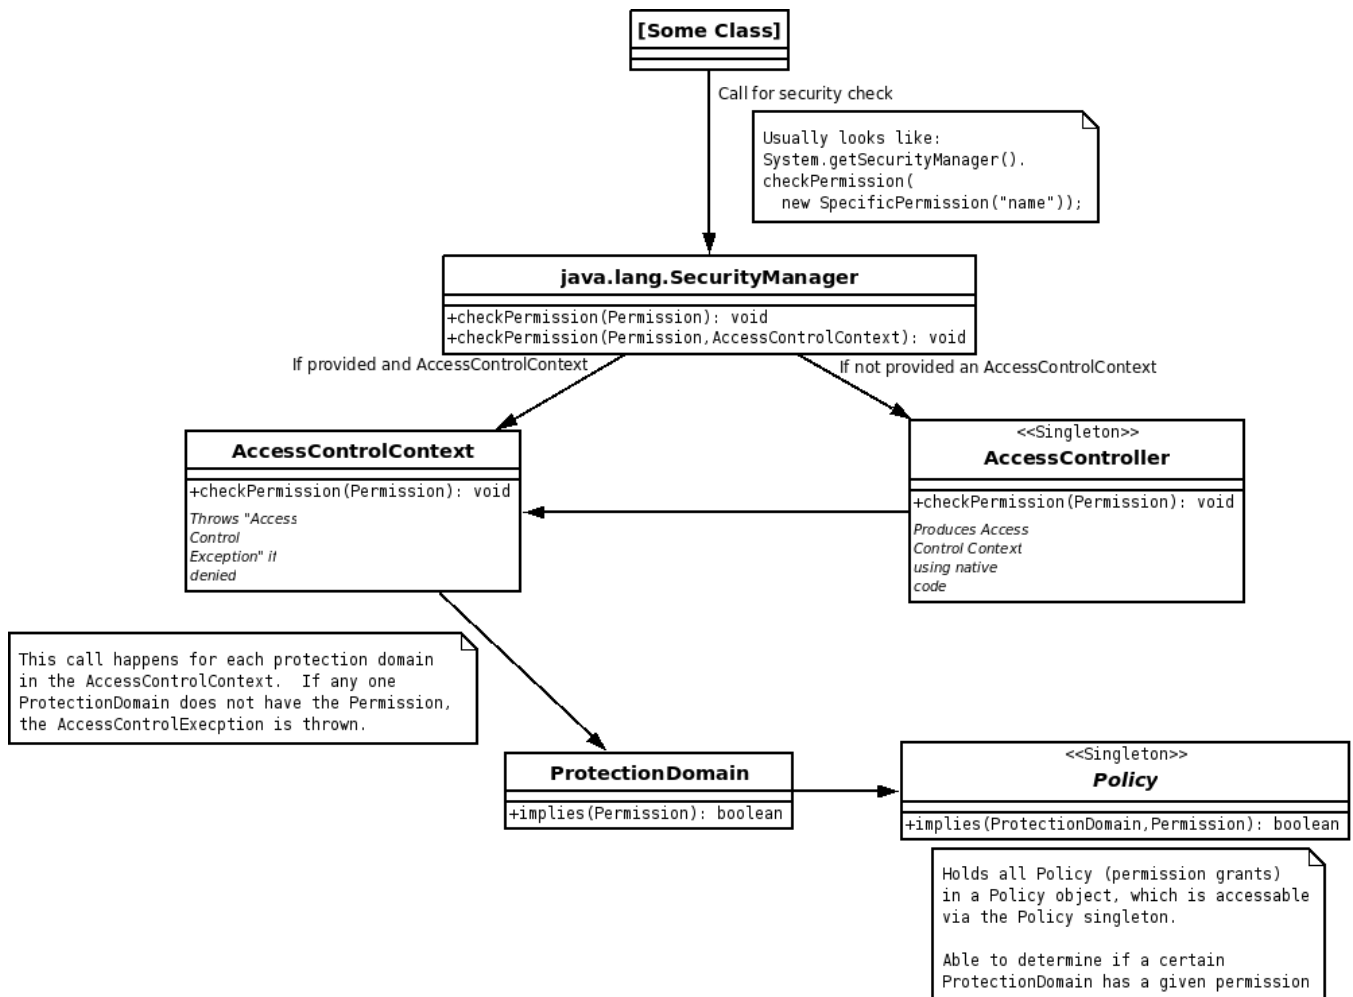 [Some Class]
Call for security check
Usually looks like:
System.getSecurityManager().
checkPermission(
new SpecificPermission("name"));
java.lang.SecurityManager
+checkPermission(Permission): void
+checkPermission(Permission,AccessControlContext): void
If provided and AccessControlContext
If not provided an AccessControlContext
AccessControlContext
+checkPermission(Permission): void
Throws "Access
Control
Exception" if
denied
<<Singleton>>
AccessController
+checkPermission(Permission): void
Produces Access
Control Context
using native
code
This call happens for each protection domain
in the AccessControlContext.  If any one
ProtectionDomain does not have the Permission,
the AccessControlExecption is thrown.
ProtectionDomain
+implies(Permission): boolean
<<Singleton>>
Policy
+implies(ProtectionDomain,Permission): boolean
Holds all Policy (permission grants)
in a Policy object, which is accessable
via the Policy singleton.
Able to determine if a certain
ProtectionDomain has a given permission